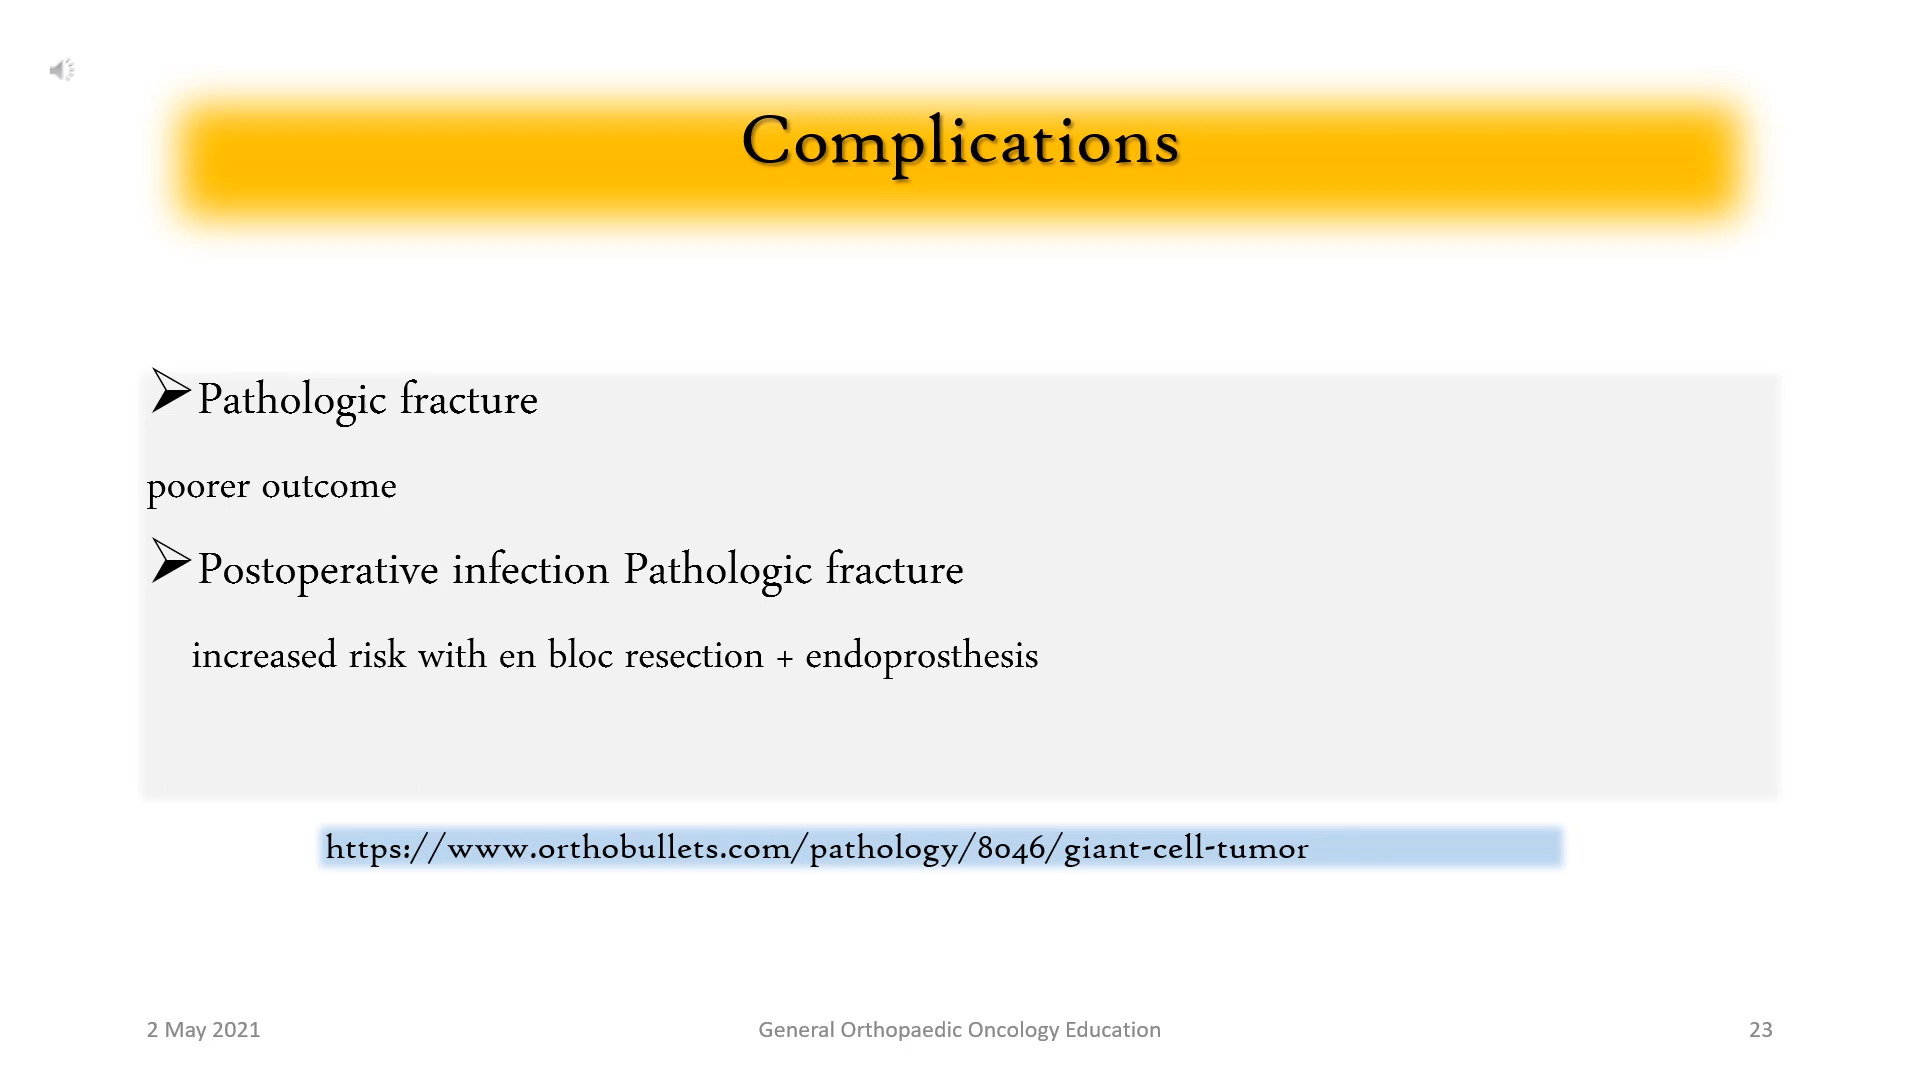 Complications
➢Pathologic fracture
poorer outcome
➢Postoperative infection Pathologic fracture
increased risk with en bloc resection + endoprosthesis
https://www.orthobullets.com/pathology/8046/giant-cell-tumor
2 May 2021
General Orthopaedic Oncology Education
23